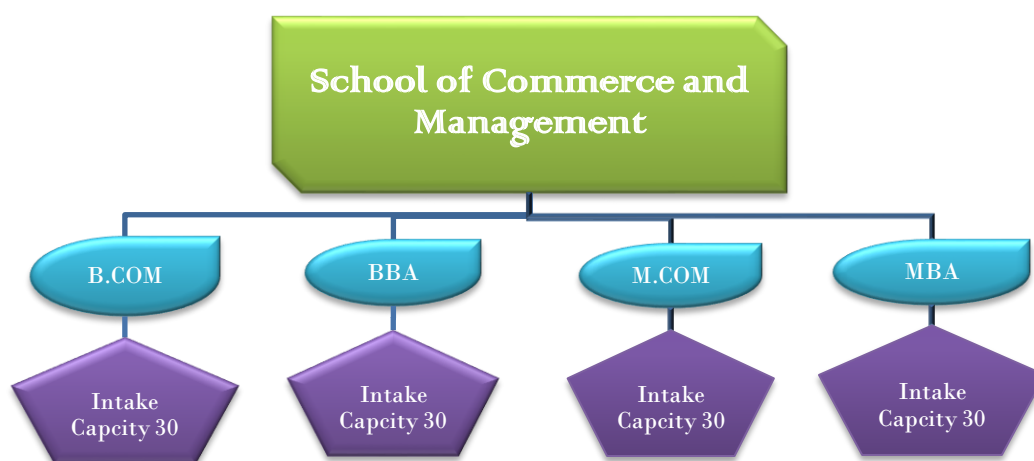 School of Commerce and
Management
B.COM
BBA
M.COM
MBA
Intake
Capcity 30
Intake
Capcity 30
Intake
Capcity 30
Intake
Capcity 30